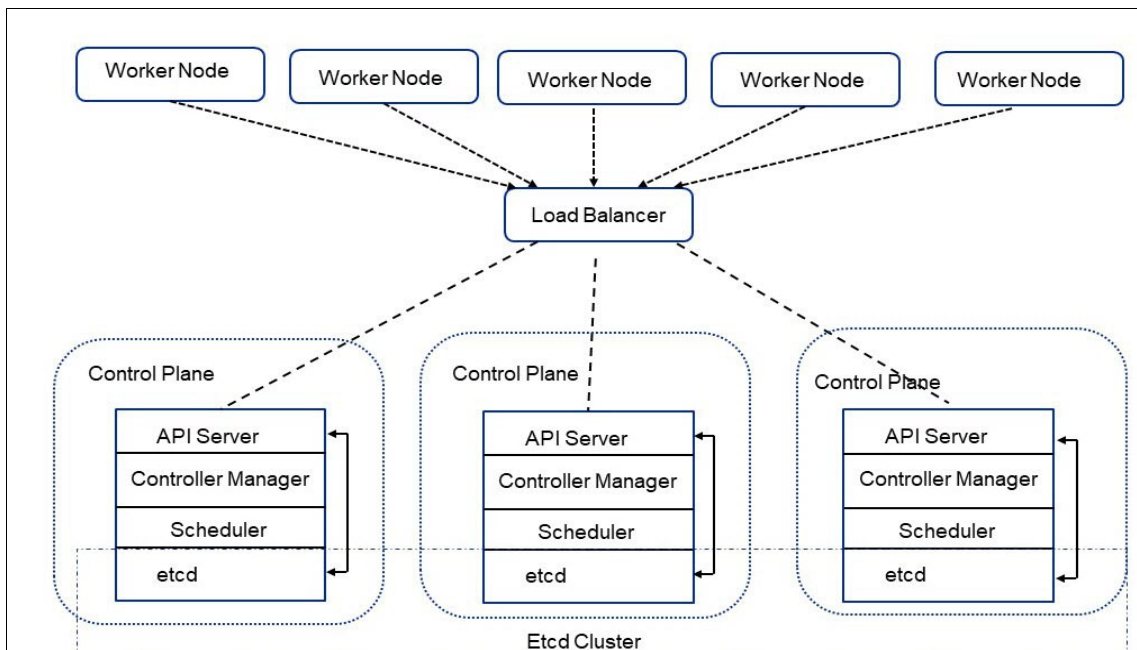 Worker Node
Worker Node
Worker Node
Worker Node
Worker Node
Load Balancer
Control Plane
Control Plane
Control Plane
API Server
Controller Manager
Scheduler
etcd
API Server
Controller Manager
Scheduler
etcd
API Server
Controller Manager
Scheduler
etcd
Etcd Cluster